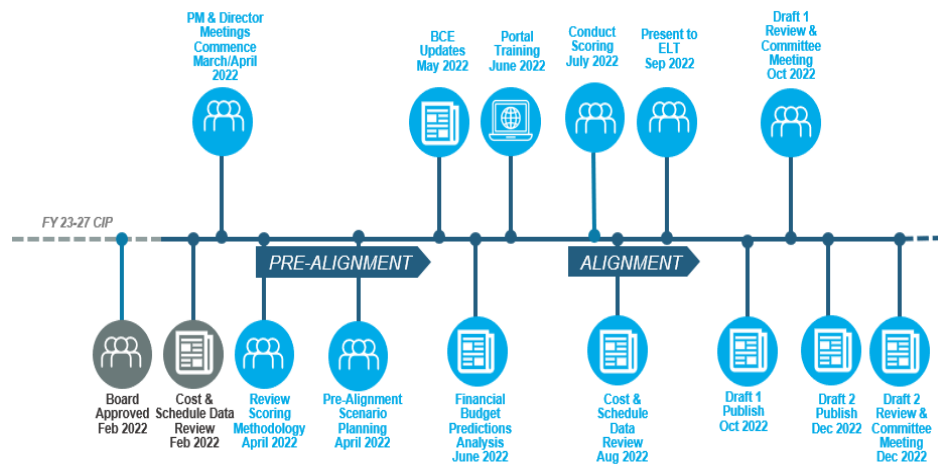 PM & Director
Meetings
Commence
March/April
2022
BCE
Updates
May 2022
Portal
Training
June 2022
Conduct
Scoring
July 2022
Present to
ELT
Sep 2022
Draft 1
Review &
Committee
Meeting
Oct 2022
FY 23-27 CIP
PRE-ALIGNMENT
ALIGNMENT
Board
Approved
Feb 2022
Cost &
Schedule Data
Review
Feb 2022
Review
Scoring
Methodology
April 2022
Pre-Alignment
Scenario
Planning
April 2022
Financial
Budget
Predictions
Analysis
June 2022
Cost &
Schedule
Data
Review
Aug 2022
Draft 1
Publish
Oct 2022
Draft 2
Publish
Dec 2022
Draft 2
Review &
Committee
Meeting
Dec 2022